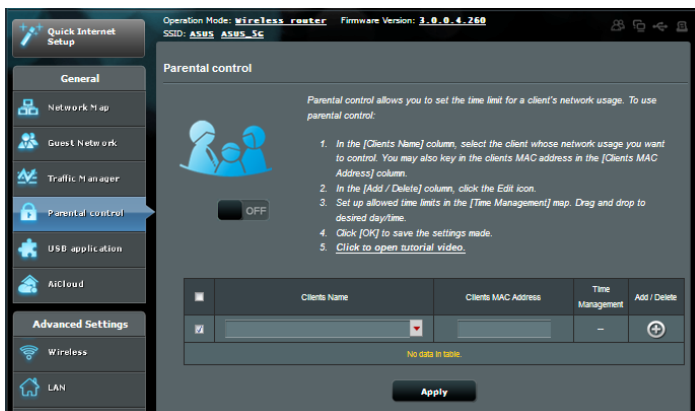 Operation Mode: Wireless router Firmware Version: 3.0.0.4.260
SSID: ASUS ASUS_5G
Quick Internet
Setup
General
Network Map
Guest Network
Traffic Manager
Parental control
USB application
AiCloud
Advanced Settings
Wireless
LAN
Parental control
Parental control allows you to set the time limit for a client's network usage. To use
parental control:
1. In the [Clients Name] column, select the client whose network usage you want
to control. You may also key in the clients MAC address in the [Clients MAC
Address] column.
2. In the [Add / Delete] column, click the Edit icon.
3. Set up allowed time limits in the [Time Management] map. Drag and drop to
desired day/time.
4. Click [OK] to save the settings made.
5. Click to open tutorial video.
OFF
Clients Name
Clients MAC Address
Time
Management
Add / Delete
–
No data in table.
Apply